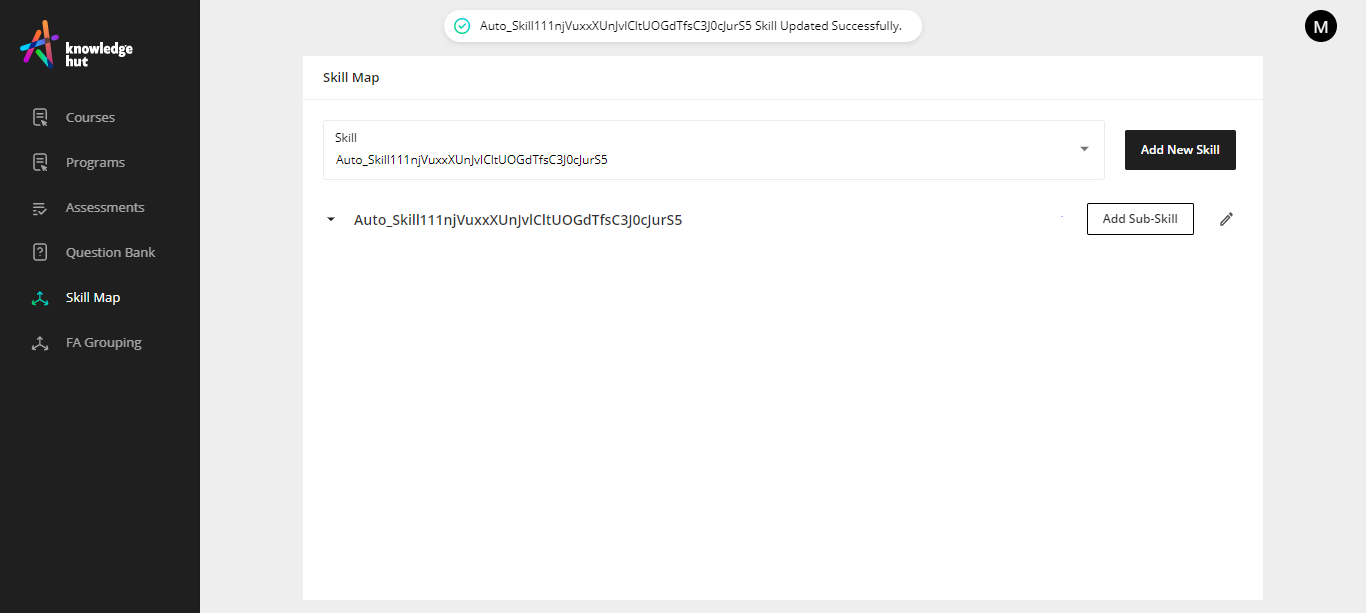 Auto_Skill111njVuxxXUnJvlCltUOGdTfsC3J0cJurS5 Skill Updated Successfully.
M
knowledge
hut
Courses
Programs
Assessments
Question Bank
Skill Map
FA Grouping
Skill Map
Skill
Auto_Skill111njVuxxXUnJvlCltUOGdTfsC3J0cJurS5
Add New Skill
Auto_Skill111njVuxxXUnJvlCltUOGdTfsC3J0cJurS5
Add Sub-Skill